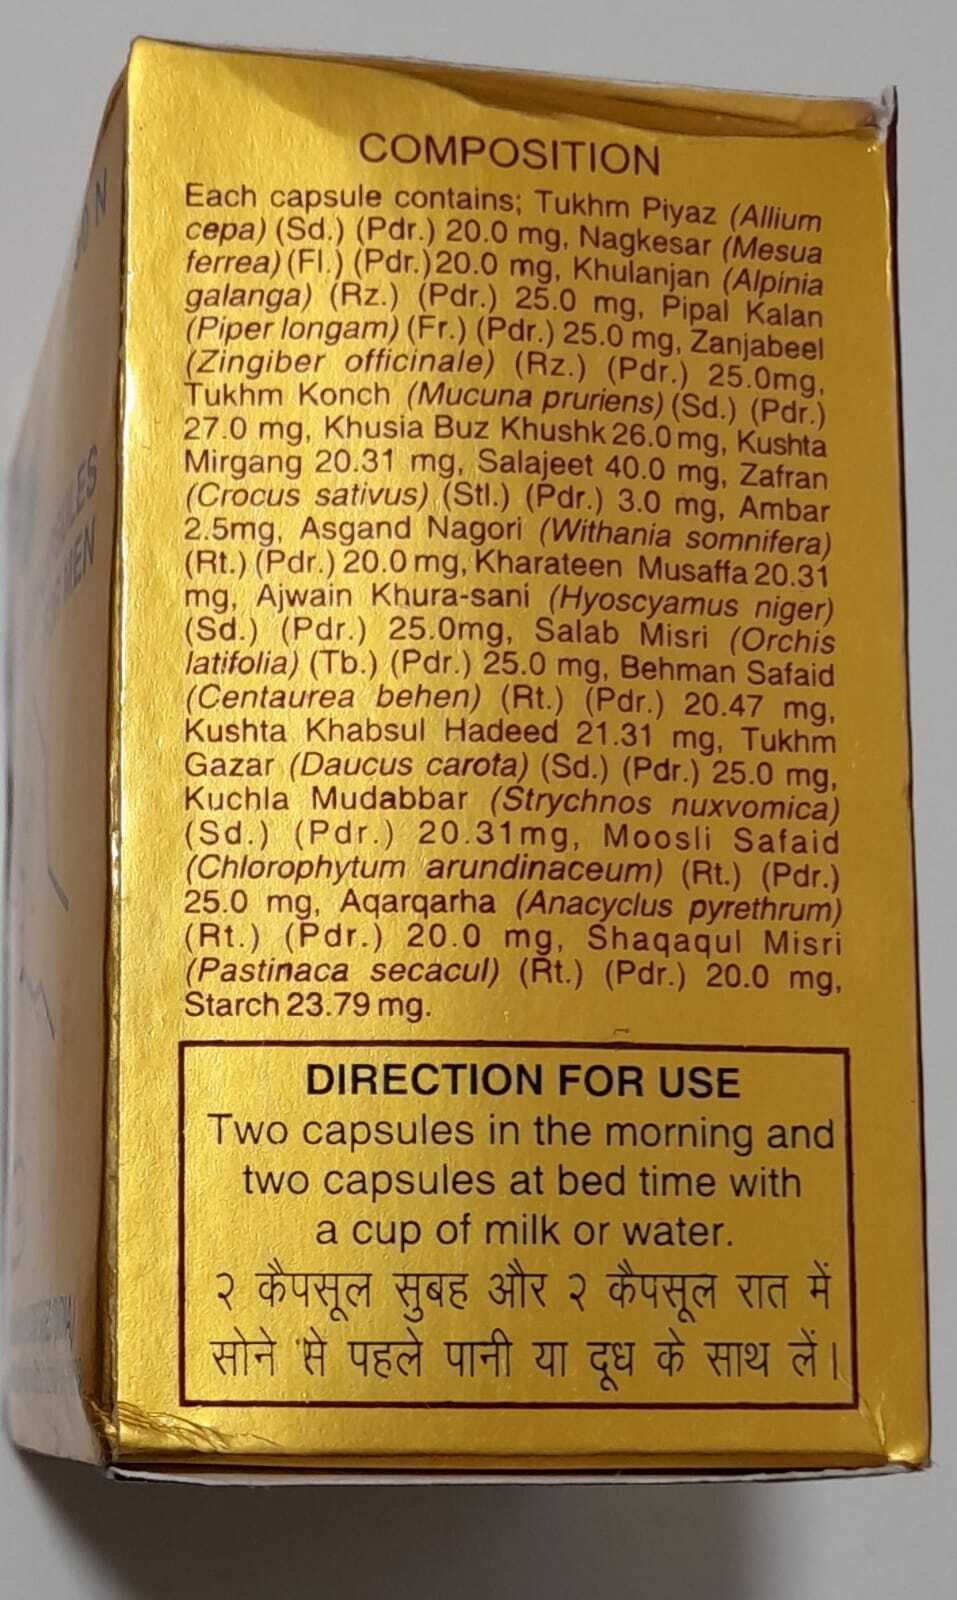 COMPOSITION
Each capsule contains; Tukhm Piyaz (Allium
cepa) (Sd.) (Pdr.) 20.0 mg, Nagkesar (Mesua
ferrea) (Fl.) (Pdr.) 20.0 mg, Khulanjan (Alpinia
galanga) (Rz.) (Pdr.) 25.0 mg, Pipal Kalan
(Piper longam) (Fr.) (Pdr.) 25.0 mg, Zanjabeel
(Zingiber officinale) (Rz.) (Pdr.) 25.0mg,
Tukhm Konch (Mucuna pruriens) (Sd.) (Pdr.)
27.0 mg, Khusia Buz Khushk 26.0 mg, Kushta
Mirgang 20.31 mg, Salajeet 40.0 mg, Zafran
(Crocus sativus) (Stl.) (Pdr.) 3.0 mg, Ambar
2.5mg, Asgand Nagori (Withania somnifera)
(Rt.) (Pdr.) 20.0 mg, Kharateen Musaffa 20.31
mg, Ajwain Khura-sani (Hyoscyamus niger)
(Sd.) (Pdr.) 25.0mg, Salab Misri (Orchis
latifolia) (Tb.) (Pdr.) 25.0 mg, Behman Safaid
(Centaurea behen) (Rt.) (Pdr.) 20.47 mg,
Kushta Khabsul Hadeed 21.31 mg, Tukhm
Gazar (Daucus carota) (Sd.) (Pdr.) 25.0 mg,
Kuchla Mudabbar (Strychnos nuxvomica)
(Sd.) (Pdr.) 20.31mg, Moosli Safaid
(Chlorophytum arundinaceum) (Rt.) (Pdr.)
25.0 mg, Aqarqarha (Anacyclus pyrethrum)
(Rt.) (Pdr.) 20.0 mg, Shaqaqul Misri
(Pastinaca secacul) (Rt.) (Pdr.) 20.0 mg,
Starch 23.79 mg.
DIRECTION FOR USE
Two capsules in the morning and
two capsules at bed time with
a cup of milk or water.
२ कैपसूल सुबह और २ कैपसूल रात में
सोने से पहले पानी या दूध के साथ लें।